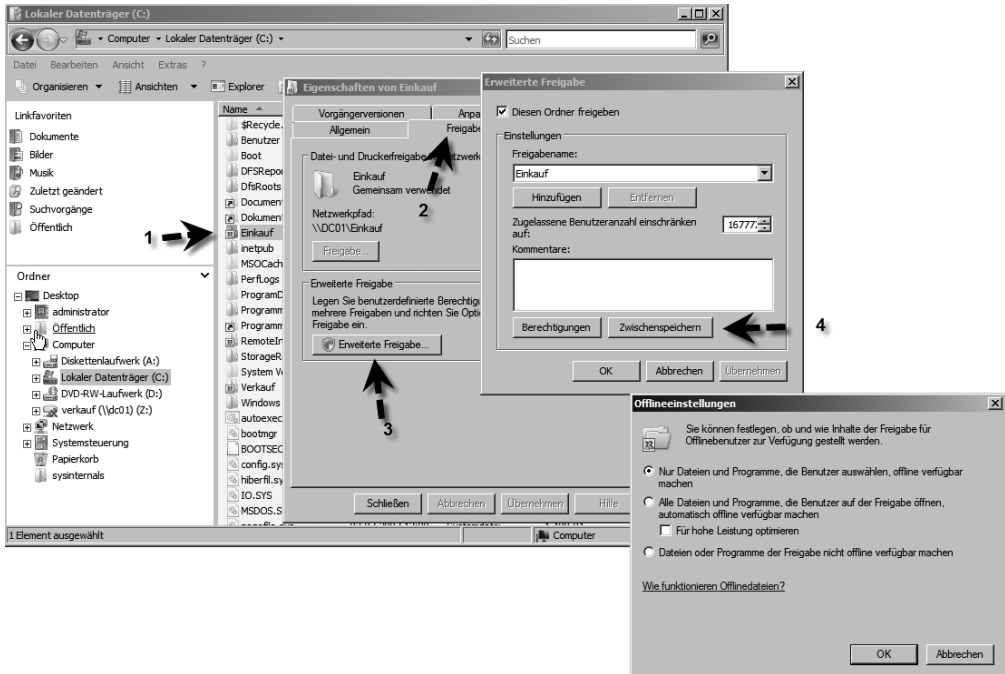 Lokaler Datenträger (C:)
Computer Lokaler Datenträger (C:)
Suchen
Datei Bearbeiten Ansicht Extras ?
Organisieren Ansichten Explorer
Linkfavoriten
Dokumente
Bilder
Musik
Zuletzt geändert
Suchvorgänge
Öffentlich
Ordner
Desktop
administrator
Öffentlich
Computer
Diskettenlaufwerk (A:)
Lokaler Datenträger (C:)
DVD-RW-Laufwerk (D:)
verkauf (\\dc01) (Z:)
Netzwerk
Systemsteuerung
Papierkorb
sysinternals
Name
$Recycle.
Benutzer
Boot
DFSRepor
DfsRoots
Documen
Dokumen
Einkauf
inetpub
MSOCach
PerfLogs
ProgramD
Programm
Programm
RemoteIn
StorageR
System V
Verkauf
Windows
autoexec
bootmgr
BOOTSEC
config.sys
hiberfil.sy
IO.SYS
MSDOS.S
1 Element ausgewählt
Computer
1
Eigenschaften von Einkauf
Vorgängerversionen
Anpa
Allgemein
Freigabe
Datei- und Druckerfreigabe
Einkauf
Gemeinsam verwendet
2
Netzwerkpfad:
\\DC01\Einkauf
Freigabe...
Erweiterte Freigabe
Legen Sie benutzerdefinierte Berechtigu
mehrere Freigaben und richten Sie Opti
Freigabe ein.
Erweiterte Freigabe...
3
Schließen Abbrechen Übernehmen Hilfe
Erweiterte Freigabe
Diesen Ordner freigeben
Einstellungen
Freigabename:
Einkauf
Hinzufügen Entfernen
Zugelassene Benutzeranzahl einschränken
auf:
16777
Kommentare:
Berechtigungen Zwischenspeichern
4
OK Abbrechen Übernehmen
Offlineeinstellungen
Sie können festlegen, ob und wie Inhalte der Freigabe für
Offlinebenutzer zur Verfügung gestellt werden.
Nur Dateien und Programme, die Benutzer auswählen, offline verfügbar
machen
Alle Dateien und Programme, die Benutzer auf der Freigabe öffnen,
automatisch offline verfügbar machen
Für hohe Leistung optimieren
Dateien oder Programme der Freigabe nicht offline verfügbar machen
Wie funktionieren Offlinedateien?
OK Abbrechen